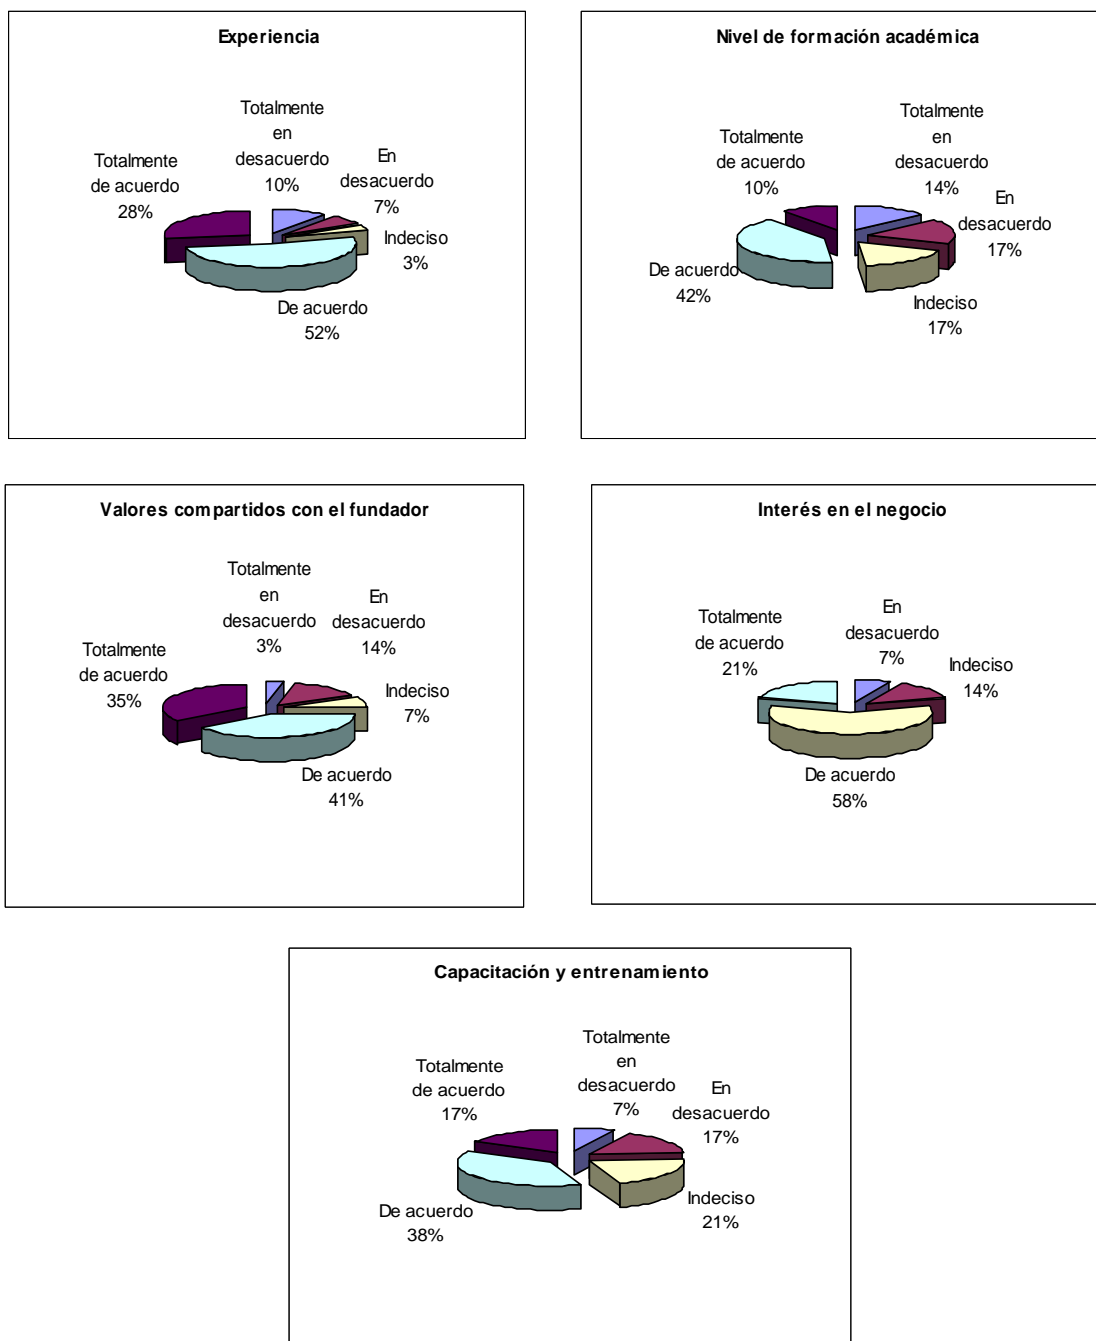 Experiencia
Totalmente
en
desacuerdo
10%
En
desacuerdo
7%
Indeciso
3%
De acuerdo
52%
Totalmente
de acuerdo
28%
Nivel de formación académica
Totalmente
en
desacuerdo
14%
En
desacuerdo
17%
Indeciso
17%
De acuerdo
42%
Totalmente
de acuerdo
10%
Valores compartidos con el fundador
Totalmente
en
desacuerdo
3%
En
desacuerdo
14%
Indeciso
7%
De acuerdo
41%
Totalmente
de acuerdo
35%
Interés en el negocio
En
desacuerdo
7%
Indeciso
14%
De acuerdo
58%
Totalmente
de acuerdo
21%
Capacitación y entrenamiento
Totalmente
en
desacuerdo
7%
En
desacuerdo
17%
Indeciso
21%
De acuerdo
38%
Totalmente
de acuerdo
17%